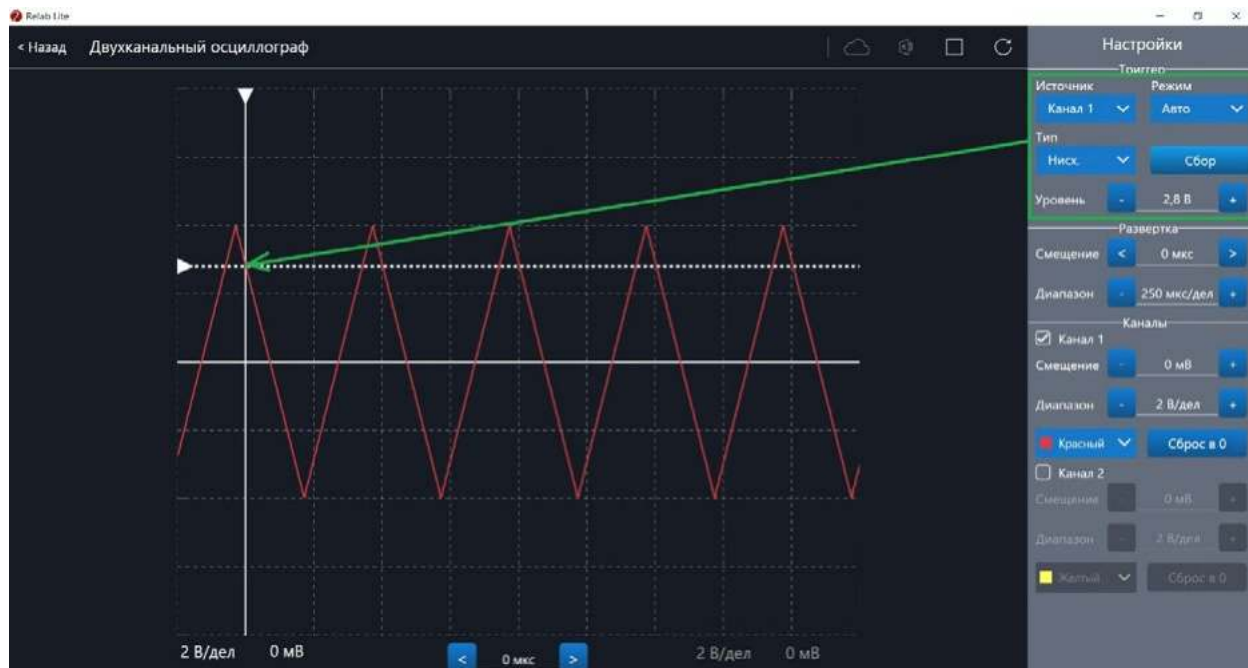 Relab Lite
< Назад Двухканальный осциллограф
Настройки
Триггер
Источник Режим
Канал 1 Авто
Тип
Нисх. Сбор
Уровень - 2,8 В +
Развертка
Смещение < 0 мкс >
Диапазон - 250 мкс/дел +
Каналы
Канал 1
Смещение - 0 мВ +
Диапазон - 2 В/дел +
Красный Сброс в 0
Канал 2
Смещение - 0 мВ +
Диапазон - 2 В/дел +
Желтый Сброс в 0
2 В/дел 0 мВ < 0 мкс > 2 В/дел 0 мВ